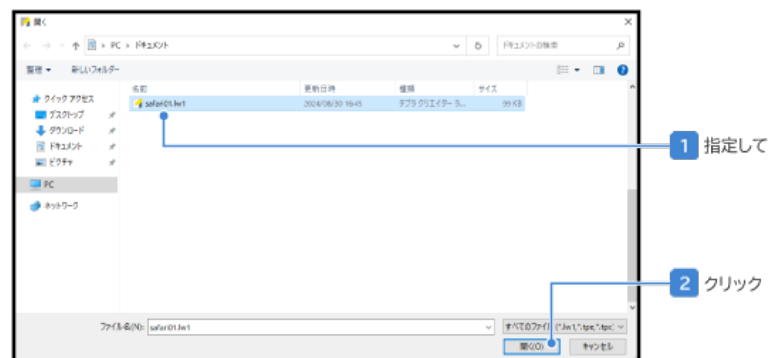 開く
PC › ドキュメント
ドキュメントの検索
整理 新しいフォルダー
名前 更新日時 種類 サイズ
safari01.lw1 2024/08/30 16:45 テプラ クリエイター ラ... 99 KB
クイック アクセス
デスクトップ
ダウンロード
ドキュメント
ピクチャ
PC
ネットワーク
1 指定して
2 クリック
ファイル名(N): safari01.lw1 すべてのファイル (*.lw1,*.tpe,*.tpc)
開く(O) キャンセル